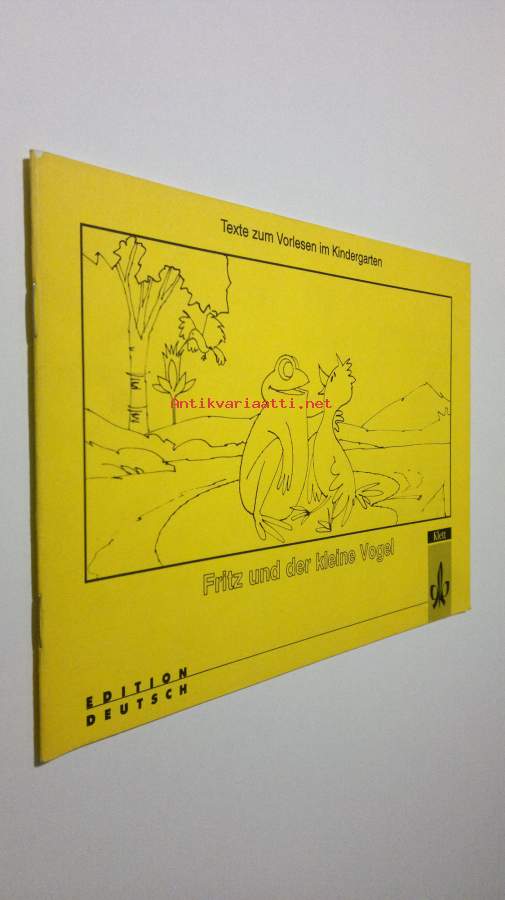 Texte zum Vorlesen im Kindergarten
Antikvariaatti.net
Fritz und der kleine Vogel
Klett
EDITION
DEUTSCH